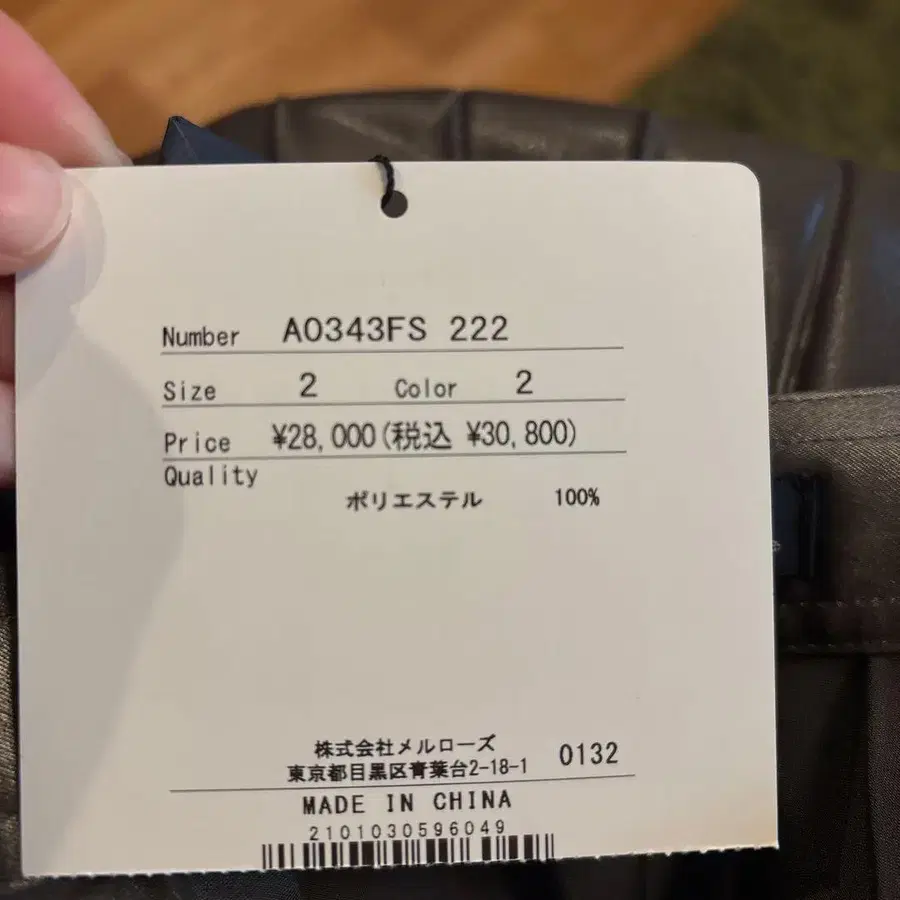 Number A0343FS 222
Size 2 Color 2
Price ¥28,000(税込 ¥30,800)
Quality
ポリエステル 100%
株式会社メルローズ
東京都目黒区青葉台2-18-1 0132
MADE IN CHINA
2101030596049